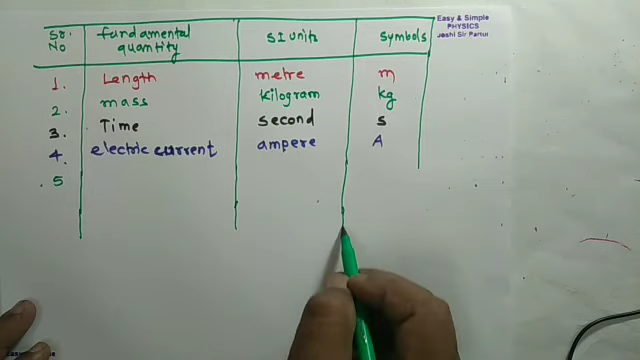 Easy & Simple
PHYSICS
Joshi Sir Partur
Sr. No fundamental quantity SI units symbols
1. Length metre m
2. mass kilogram kg
3. Time second s
4. electric current ampere A
5